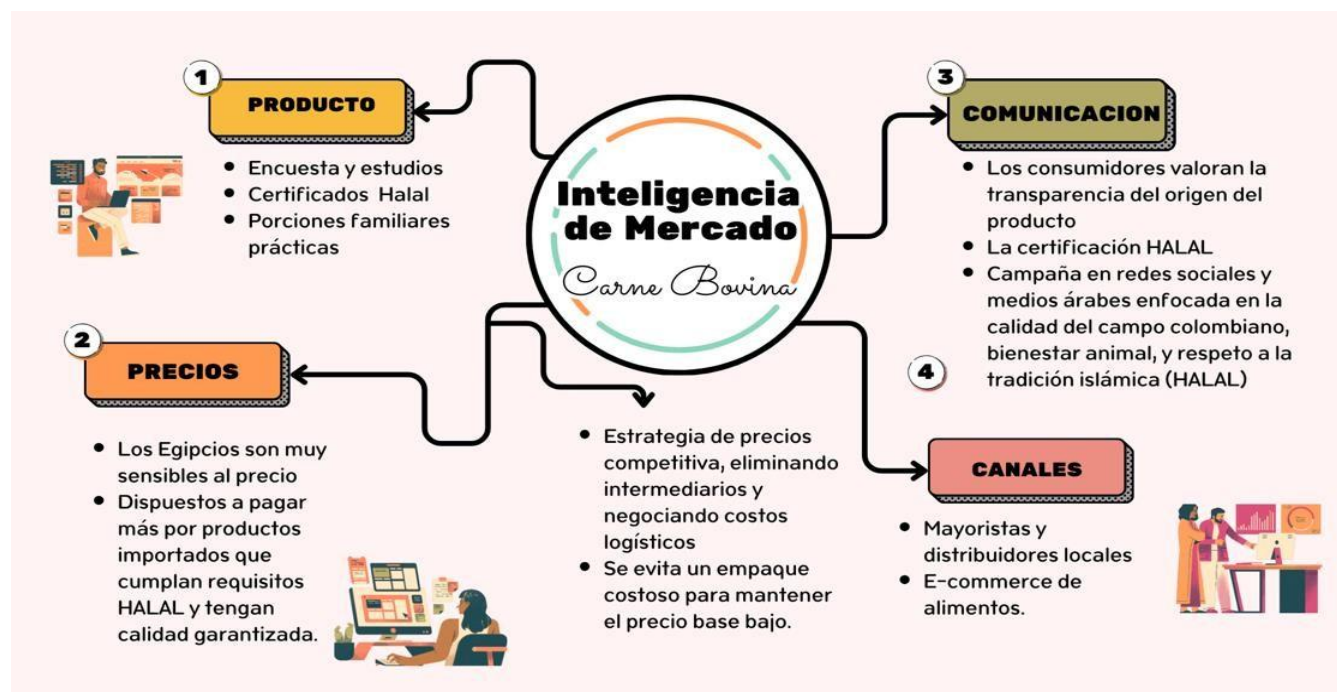 Inteligencia
de Mercado
Carne Bovina
1
PRODUCTO
• Encuesta y estudios
• Certificados Halal
• Porciones familiares
prácticas
2
PRECIOS
• Los Egipcios son muy
sensibles al precio
• Dispuestos a pagar
más por productos
importados que
cumplan requisitos
HALAL y tengan
calidad garantizada.
• Estrategia de precios
competitiva, eliminando
intermediarios y
negociando costos
logísticos
• Se evita un empaque
costoso para mantener
el precio base bajo.
3
COMUNICACION
• Los consumidores valoran la
transparencia del origen del
producto
• La certificación HALAL
• Campaña en redes sociales y
medios árabes enfocada en la
calidad del campo colombiano,
bienestar animal, y respeto a la
tradición islámica (HALAL)
4
CANALES
• Mayoristas y
distribuidores locales
• E-commerce de
alimentos.